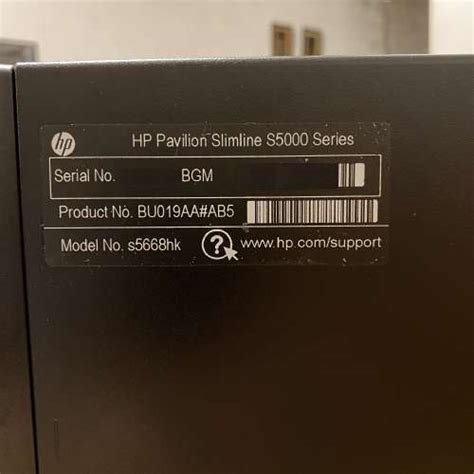 hp
HP Pavilion Slimline S5000 Series
Serial No. BGM
Product No. BU019AA#AB5
Model No. s5668hk ? www.hp.com/support